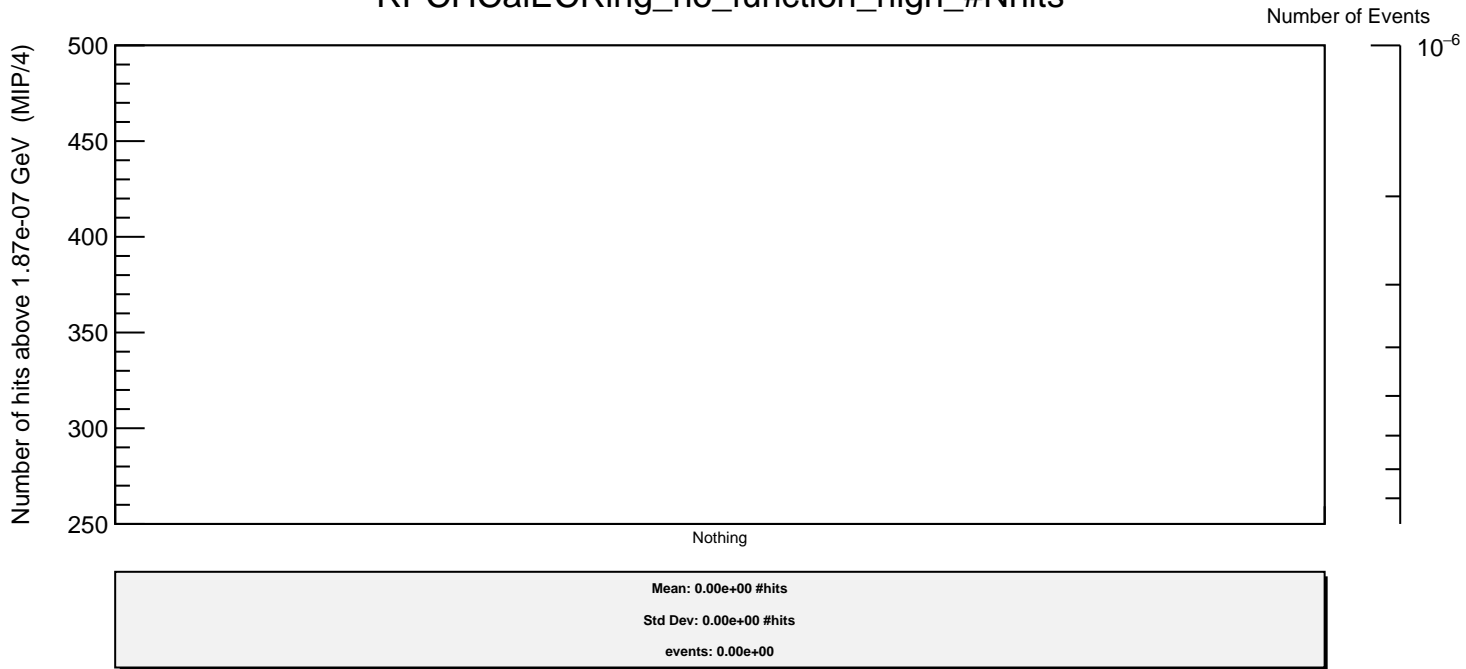 RPCHCalECRing_no_function_high_#Nhits
Number of Events
10⁻⁶
Number of hits above 1.87e-07 GeV (MIP/4)
500
450
400
350
300
250
Nothing
Mean: 0.00e+00 #hits
Std Dev: 0.00e+00 #hits
events: 0.00e+00